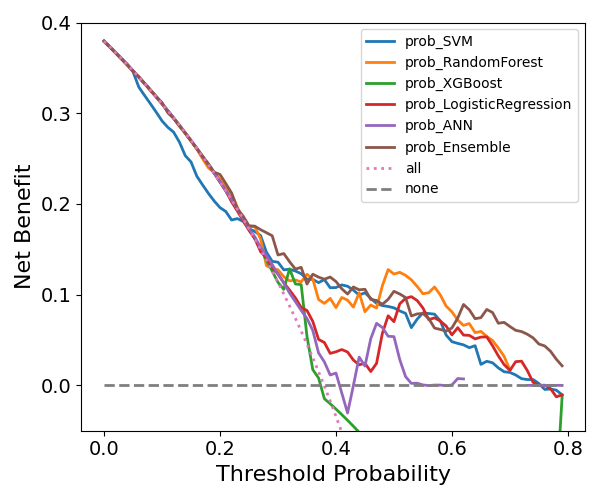 0.4
0.3
0.2
0.1
0.0
Net Benefit
prob_SVM
prob_RandomForest
prob_XGBoost
prob_LogisticRegression
prob_ANN
prob_Ensemble
all
none
0.0 0.2 0.4 0.6 0.8
Threshold Probability